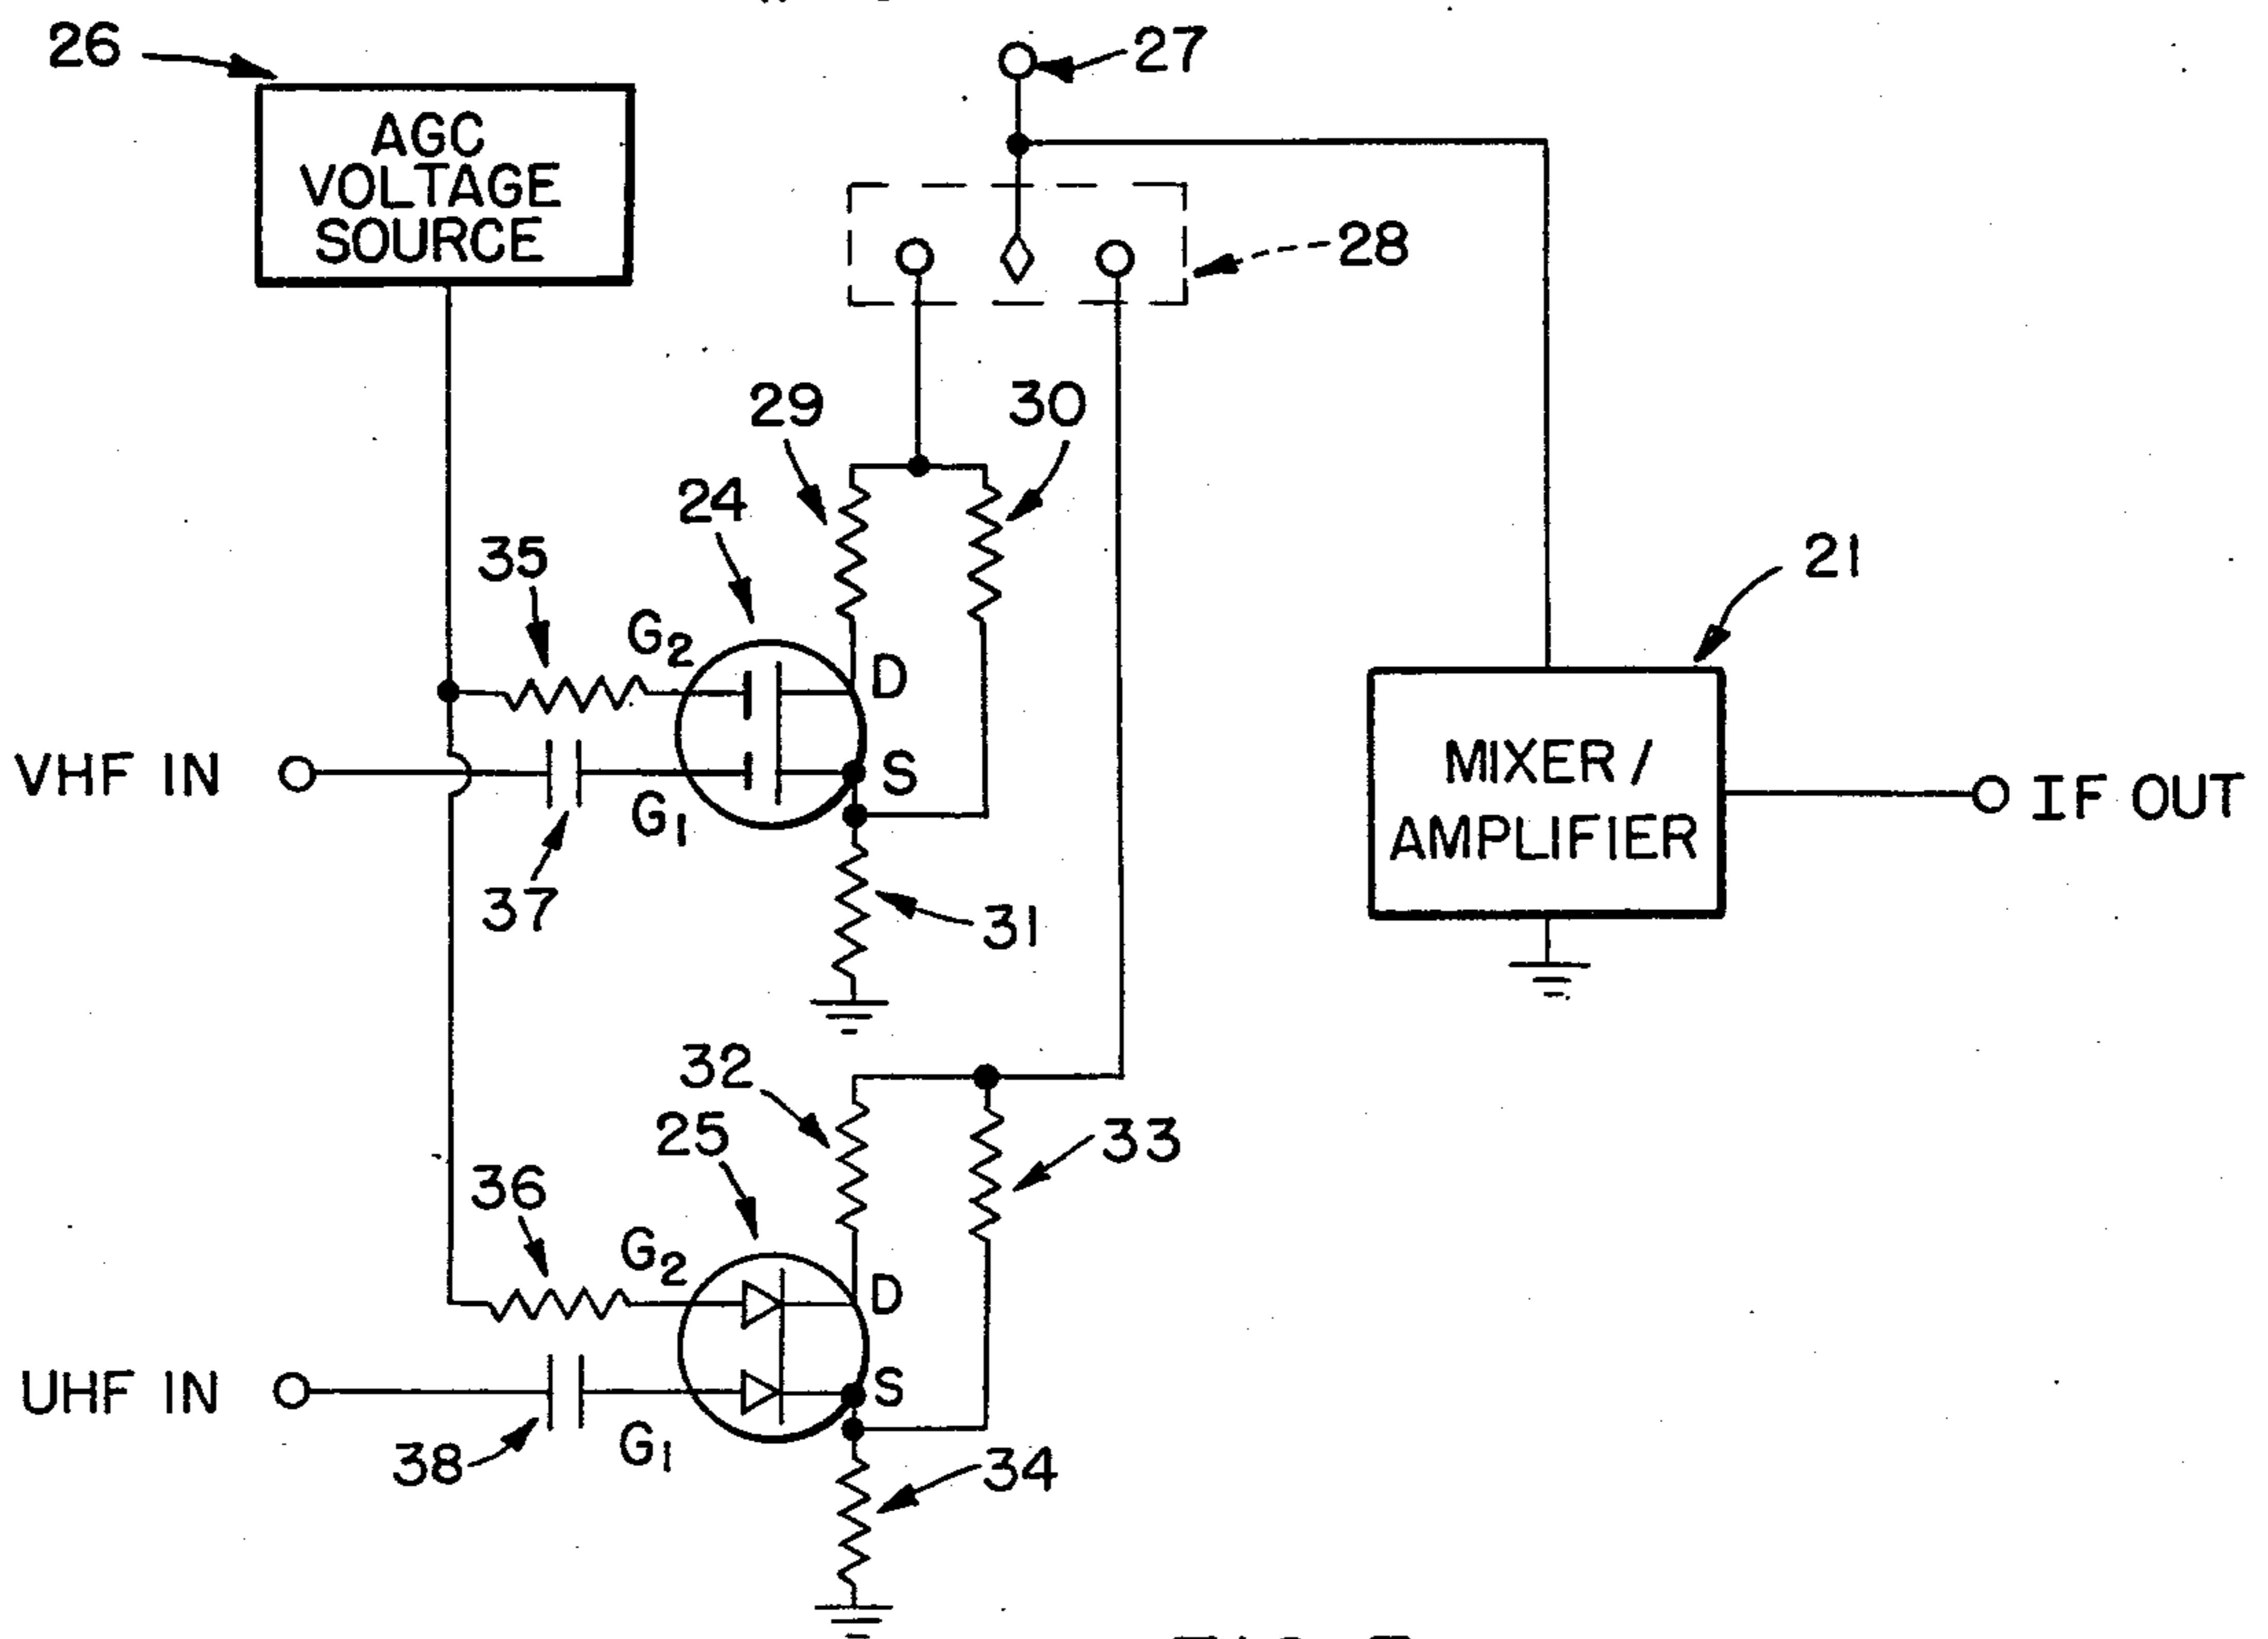 26
27
AGC
VOLTAGE
SOURCE
28
29
30
24
35
G2
D
21
VHF IN
S
MIXER /
AMPLIFIER
IF OUT
G1
37
31
32
25
33
36
G2
D
UHF IN
S
G1
38
34